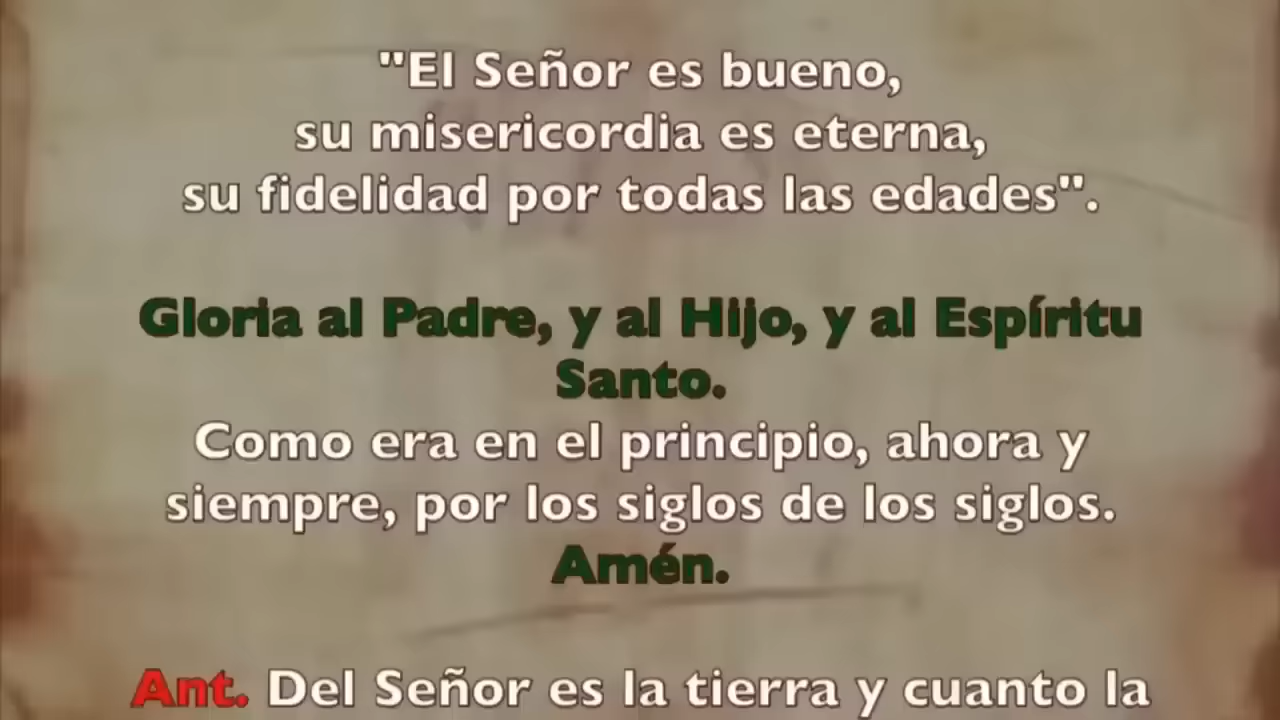 "El Señor es bueno,
su misericordia es eterna,
su fidelidad por todas las edades".
Gloria al Padre, y al Hijo, y al Espíritu
Santo.
Como era en el principio, ahora y
siempre, por los siglos de los siglos.
Amén.
Ant. Del Señor es la tierra y cuanto la